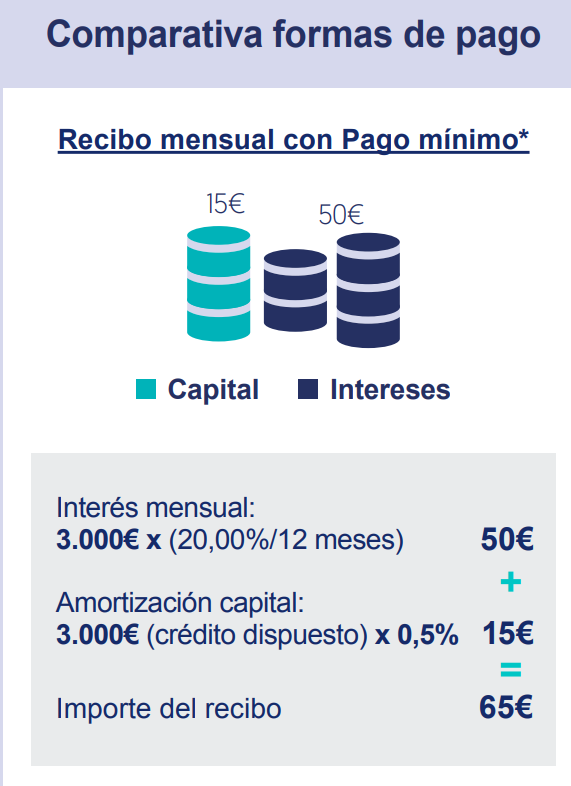 Comparativa formas de pago
Recibo mensual con Pago mínimo*
15€ 50€
Capital Intereses
Interés mensual:
3.000€ x (20,00%/12 meses) 50€
+
Amortización capital:
3.000€ (crédito dispuesto) x 0,5% 15€
=
Importe del recibo 65€